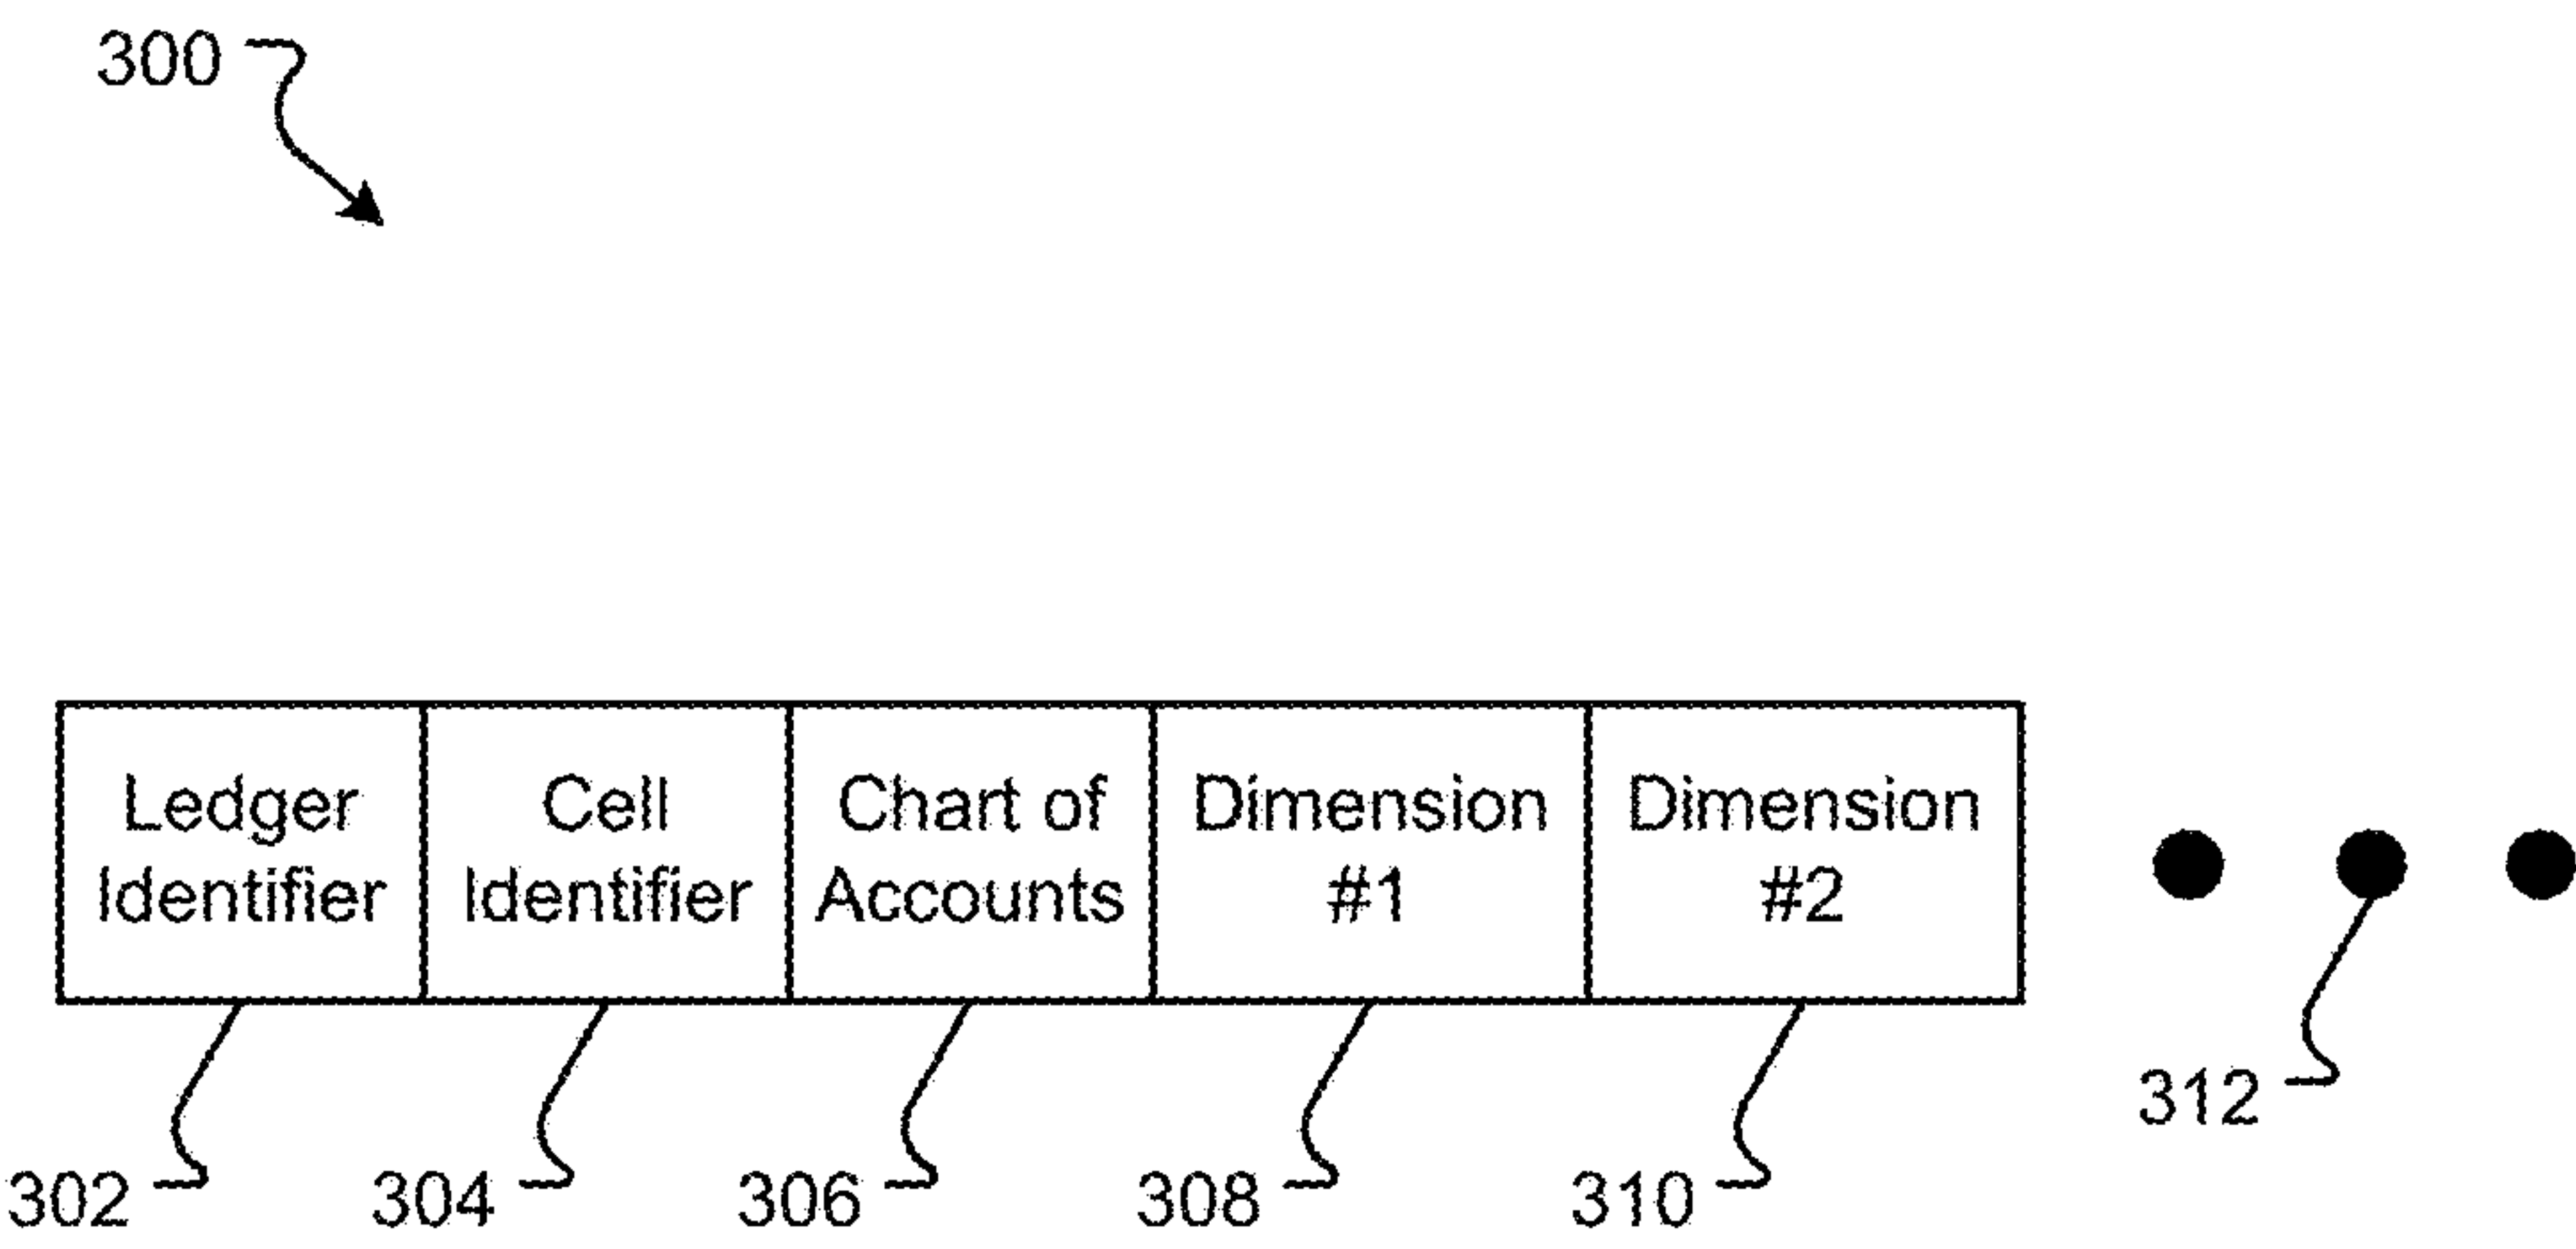 300
Ledger
Identifier
Cell
Identifier
Chart of
Accounts
Dimension
#1
Dimension
#2
302
304
306
308
310
312